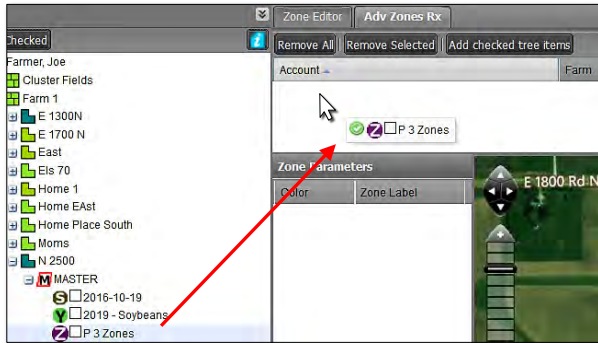 Zone Editor Adv Zones Rx
Checked i Remove All Remove Selected Add checked tree items
Farmer, Joe
Account Farm
Cluster Fields
Farm 1
E 1300N
E 1700 N
Z P 3 Zones
East
Els 70
Zone Parameters
Home 1
Color Zone Label E 1800 Rd N
Home EAst
Home Place South
Moms
N 2500
M MASTER
S 2016-10-19
Y 2019 - Soybeans
Z P 3 Zones